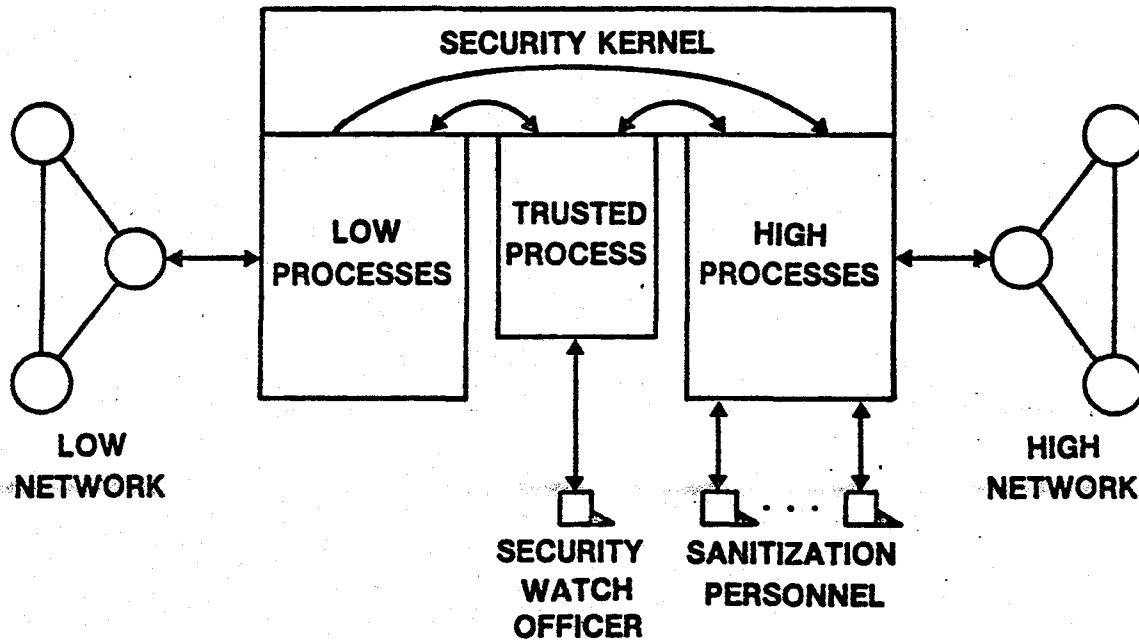 SECURITY KERNEL
LOW
PROCESSES
TRUSTED
PROCESS
HIGH
PROCESSES
LOW
NETWORK
HIGH
NETWORK
SECURITY
WATCH
OFFICER
SANITIZATION
PERSONNEL